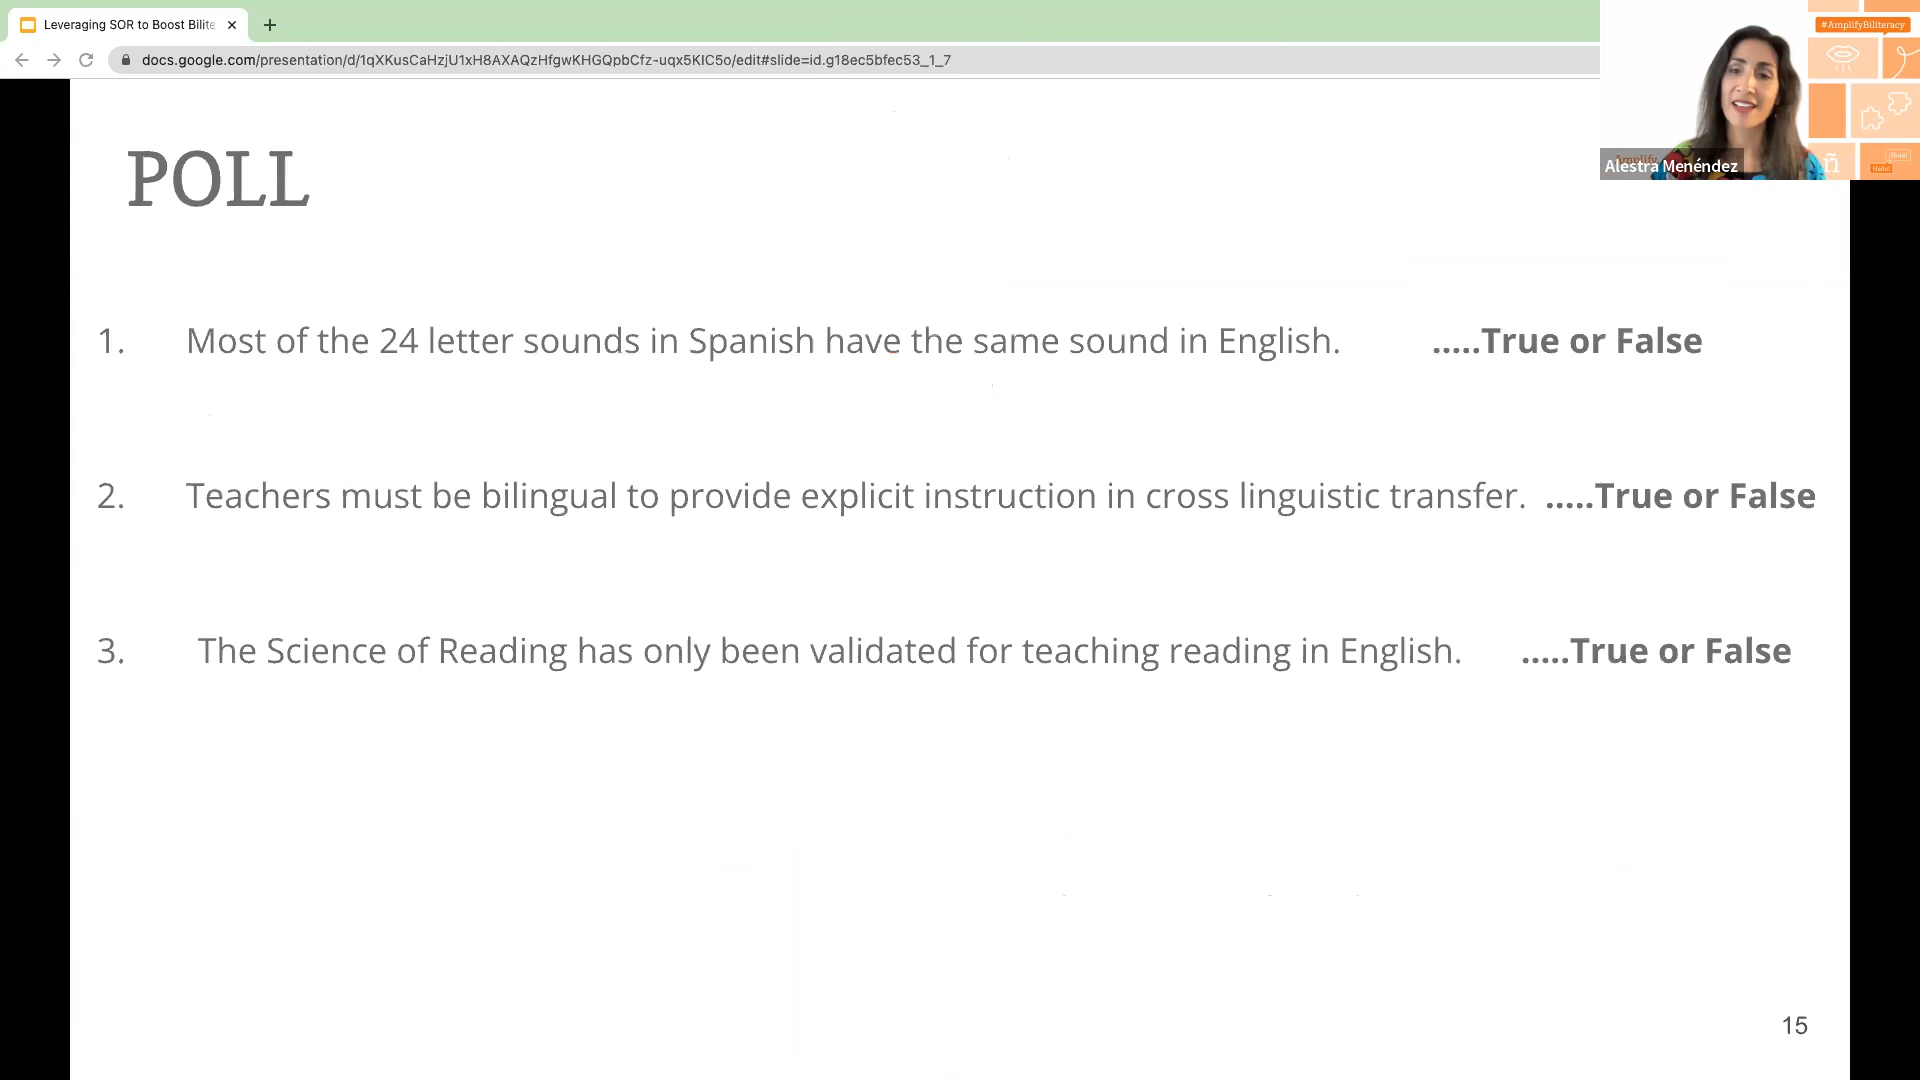 Leveraging SOR to Boost Bilite
docs.google.com/presentation/d/1qXKusCaHzjU1xH8AXAQzHfgwKHGQpbCfz-uqx5KIC5o/edit#slide=id.g18ec5bfec53_1_7
#AmplifyBiliteracy
Amplify
ñ
¡Hola!
Hello!
Alestra Menéndez
POLL
1. Most of the 24 letter sounds in Spanish have the same sound in English. .....True or False
2. Teachers must be bilingual to provide explicit instruction in cross linguistic transfer. .....True or False
3. The Science of Reading has only been validated for teaching reading in English. .....True or False
15